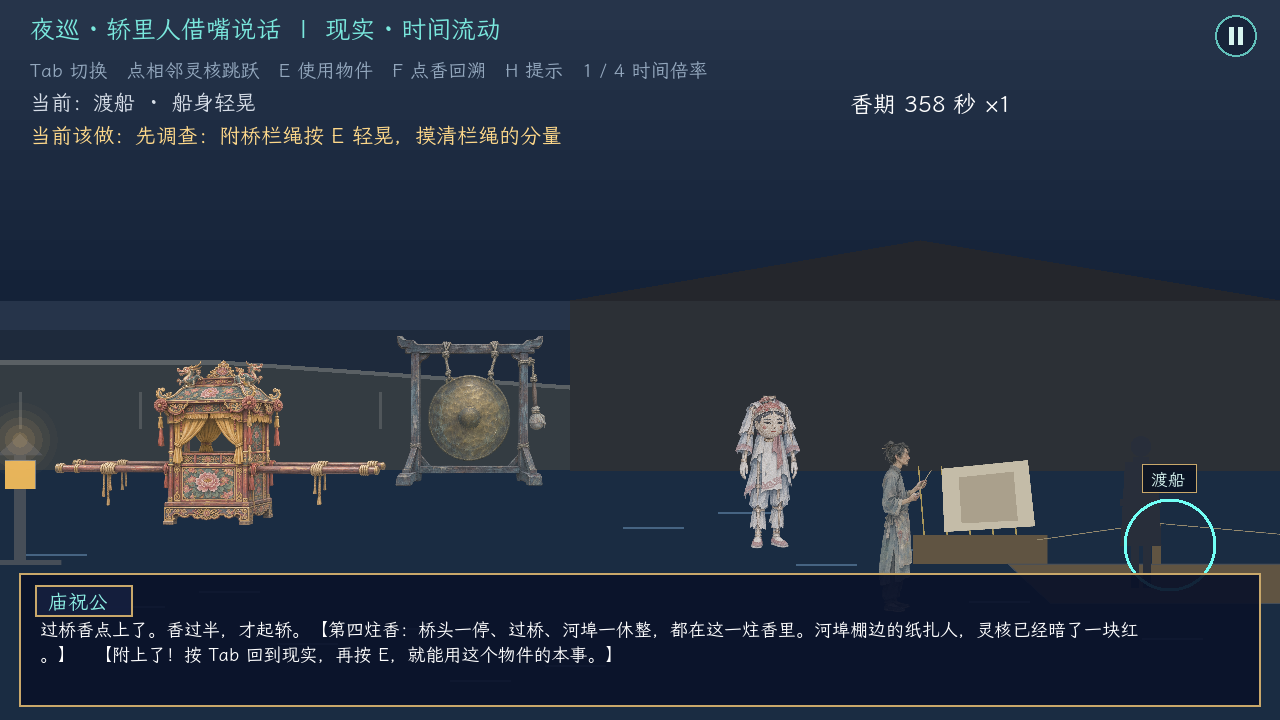 夜巡·轿里人借嘴说话 | 现实·时间流动
Tab 切换 点相邻灵核跳跃 E 使用物件 F 点香回溯 H 提示 1 / 4 时间倍率
当前：渡船 · 船身轻晃
香期 358 秒 ×1
当前该做：先调查：附桥栏绳按 E 轻晃，摸清栏绳的分量
渡船
庙祝公
过桥香点上了。香过半，才起轿。【第四炷香：桥头一停、过桥、河埠一休整，都在这一炷香里。河埠棚边的纸扎人，灵核已经暗了一块红
。】 【附上了！按 Tab 回到现实，再按 E，就能用这个物件的本事。】